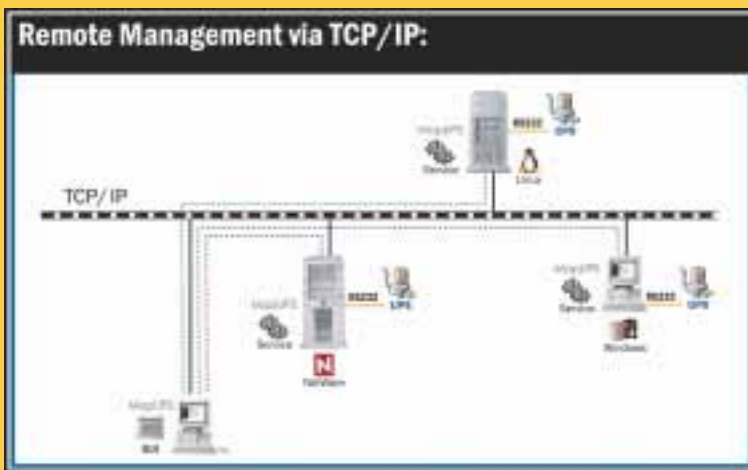 Remote Management via TCP/IP:
RS232
UPS
Service
Linux
TCP/IP
RS232
UPS
Service
NetWare
RS232
UPS
Service
Windows
GUI